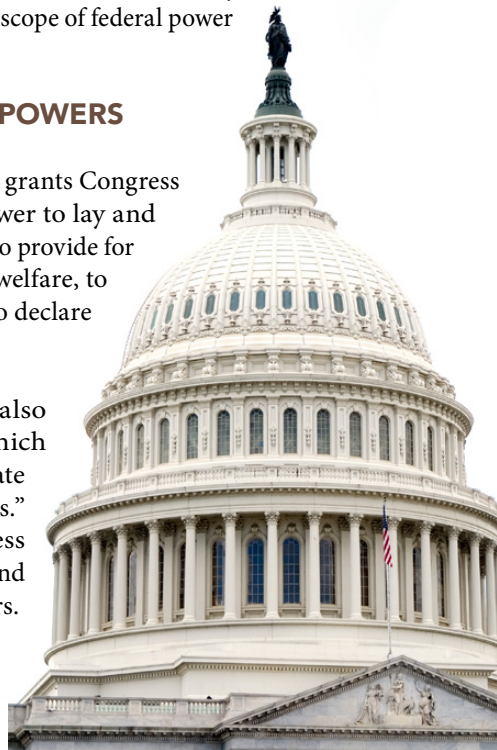 scope of federal power
POWERS
grants Congress
wer to lay and
o provide for
welfare, to
o declare
also
hich
ate
s.”
ess
nd
rs.